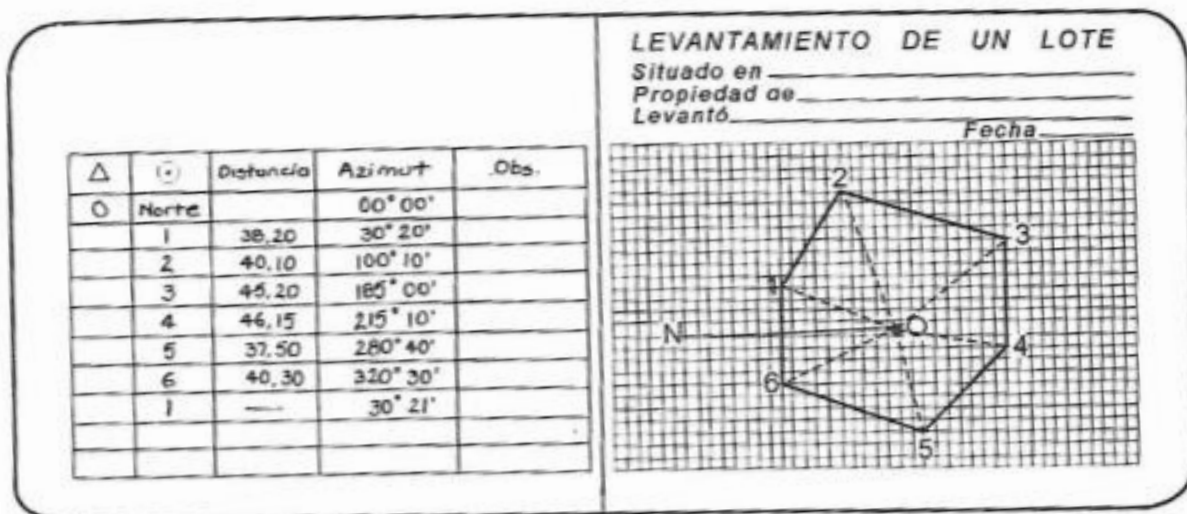 LEVANTAMIENTO DE UN LOTE
Situado en
Propiedad de
Levantó
Fecha
△ ⊙ Distancia Azimut Obs.
O Norte 00°00'
1 38,20 30°20'
2 40,10 100°10'
3 45,20 185°00'
4 46,15 215°10'
5 37,50 280°40'
6 40,30 320°30'
1 — 30°21'
2
3
1
N O
4
6
5